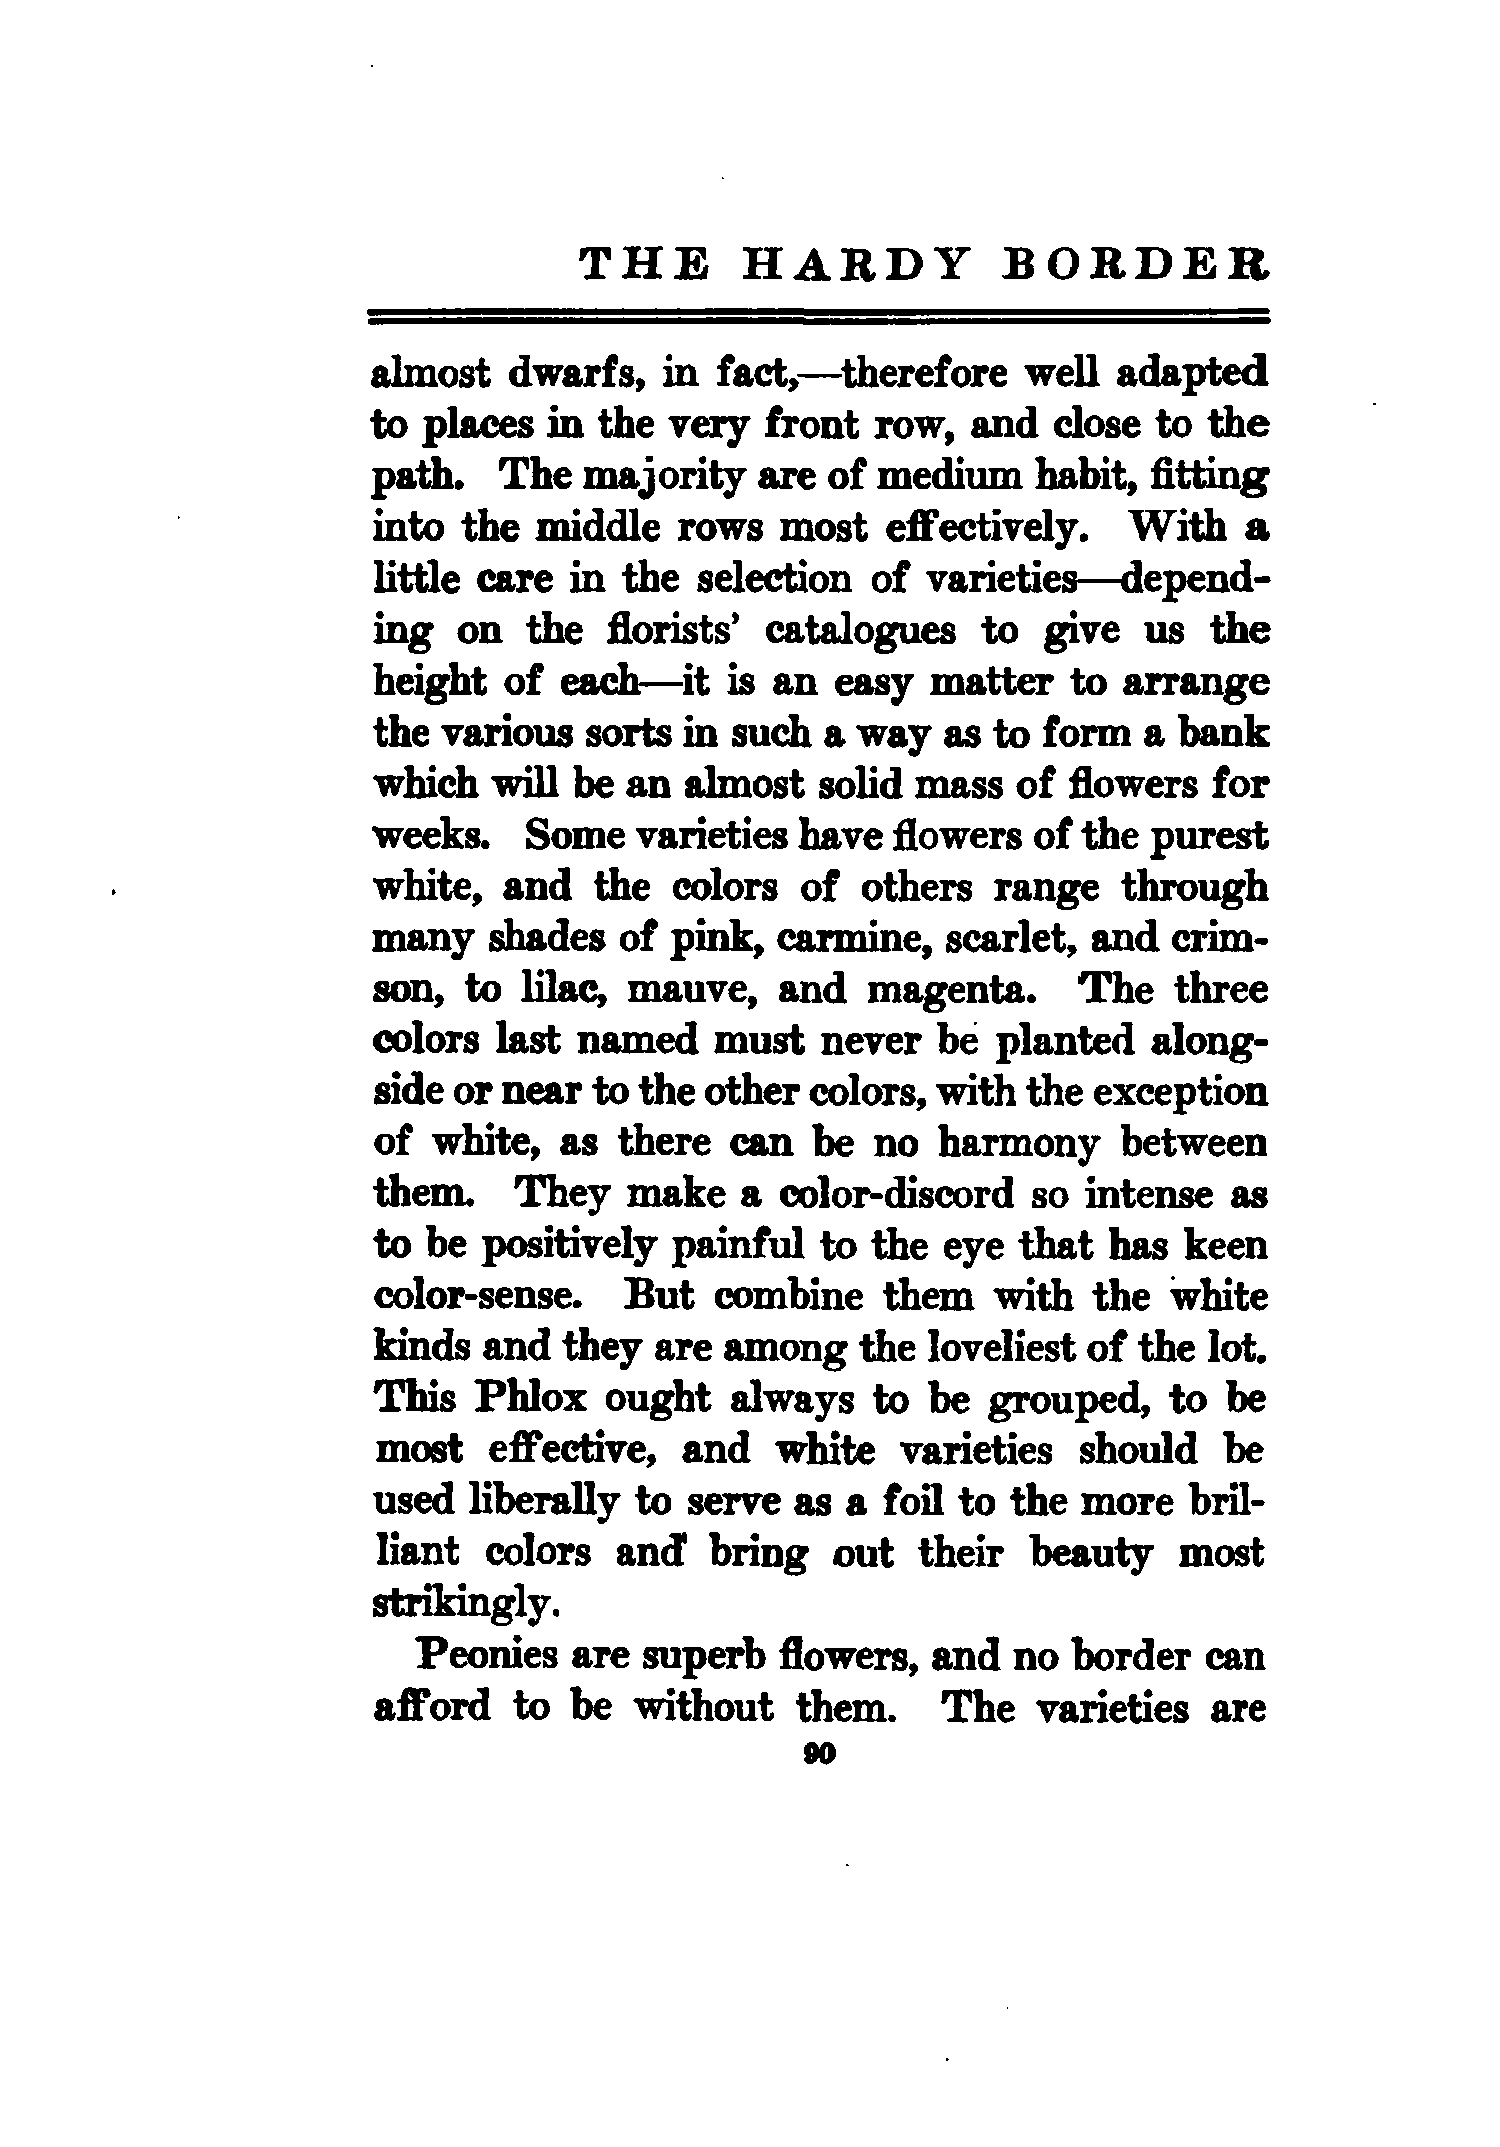 THE HARDY BORDER
almost dwarfs, in fact,—therefore well adapted
to places in the very front row, and close to the
path. The majority are of medium habit, fitting
into the middle rows most effectively. With a
little care in the selection of varieties—depend-
ing on the florists' catalogues to give us the
height of each—it is an easy matter to arrange
the various sorts in such a way as to form a bank
which will be an almost solid mass of flowers for
weeks. Some varieties have flowers of the purest
white, and the colors of others range through
many shades of pink, carmine, scarlet, and crim-
son, to lilac, mauve, and magenta. The three
colors last named must never be planted along-
side or near to the other colors, with the exception
of white, as there can be no harmony between
them. They make a color-discord so intense as
to be positively painful to the eye that has keen
color-sense. But combine them with the white
kinds and they are among the loveliest of the lot.
This Phlox ought always to be grouped, to be
most effective, and white varieties should be
used liberally to serve as a foil to the more bril-
liant colors and bring out their beauty most
strikingly.
Peonies are superb flowers, and no border can
afford to be without them. The varieties are
90